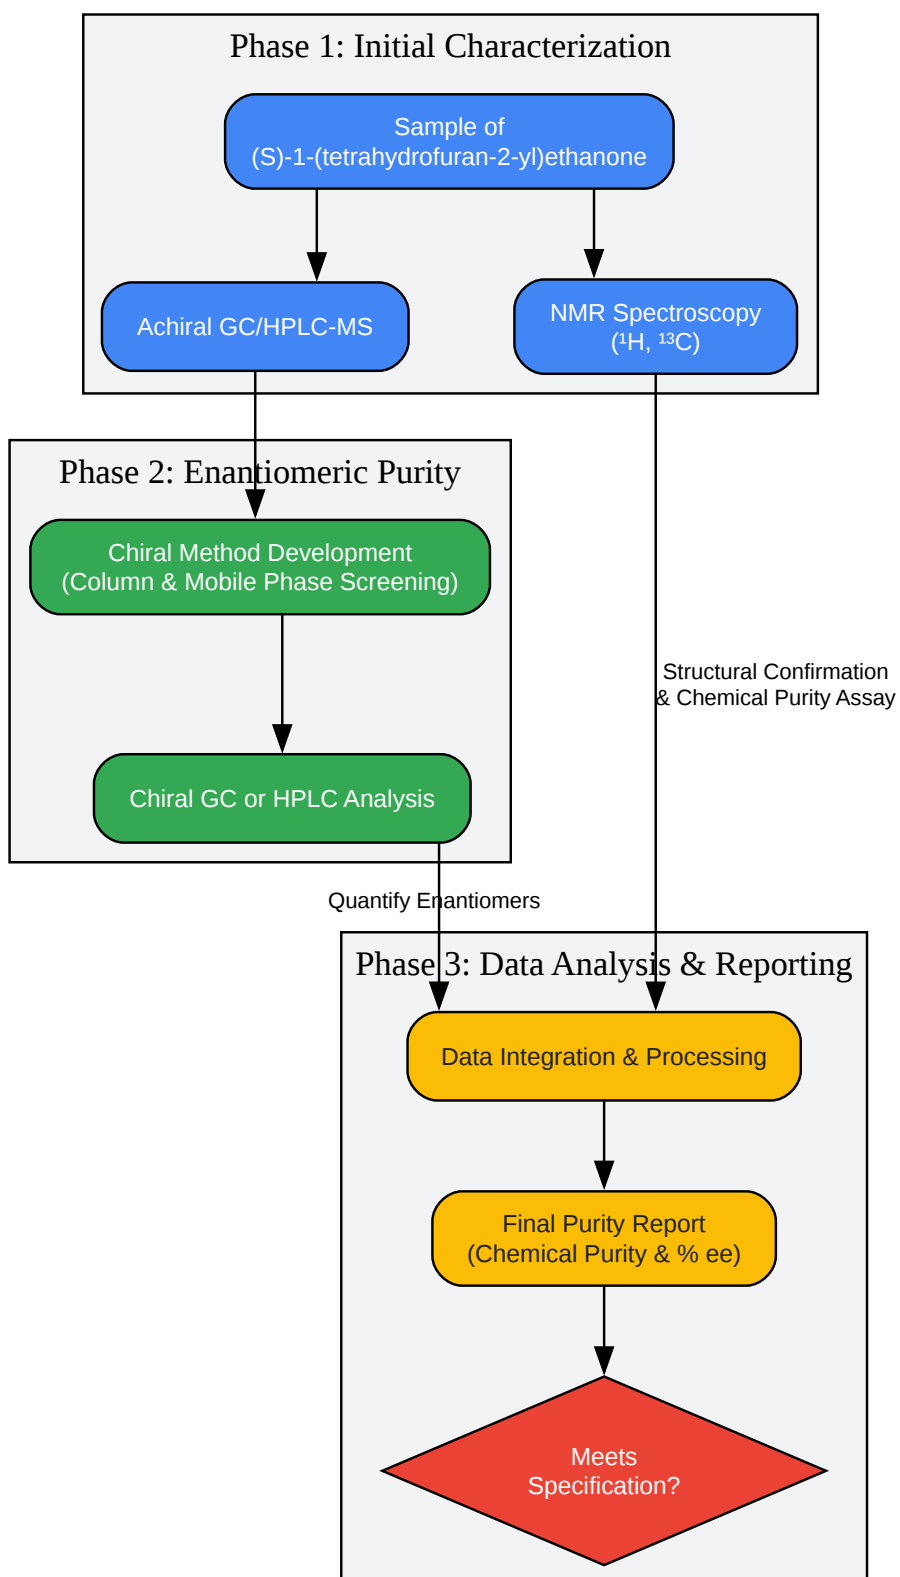 Phase 1: Initial Characterization
Sample of
(S)-1-(tetrahydrofuran-2-yl)ethanone
Achiral GC/HPLC-MS
NMR Spectroscopy
(¹H, ¹³C)
Phase 2: Enantiomeric Purity
Chiral Method Development
(Column & Mobile Phase Screening)
Structural Confirmation
& Chemical Purity Assay
Chiral GC or HPLC Analysis
Quantify Enantiomers
Phase 3: Data Analysis & Reporting
Data Integration & Processing
Final Purity Report
(Chemical Purity & % ee)
Meets
Specification?